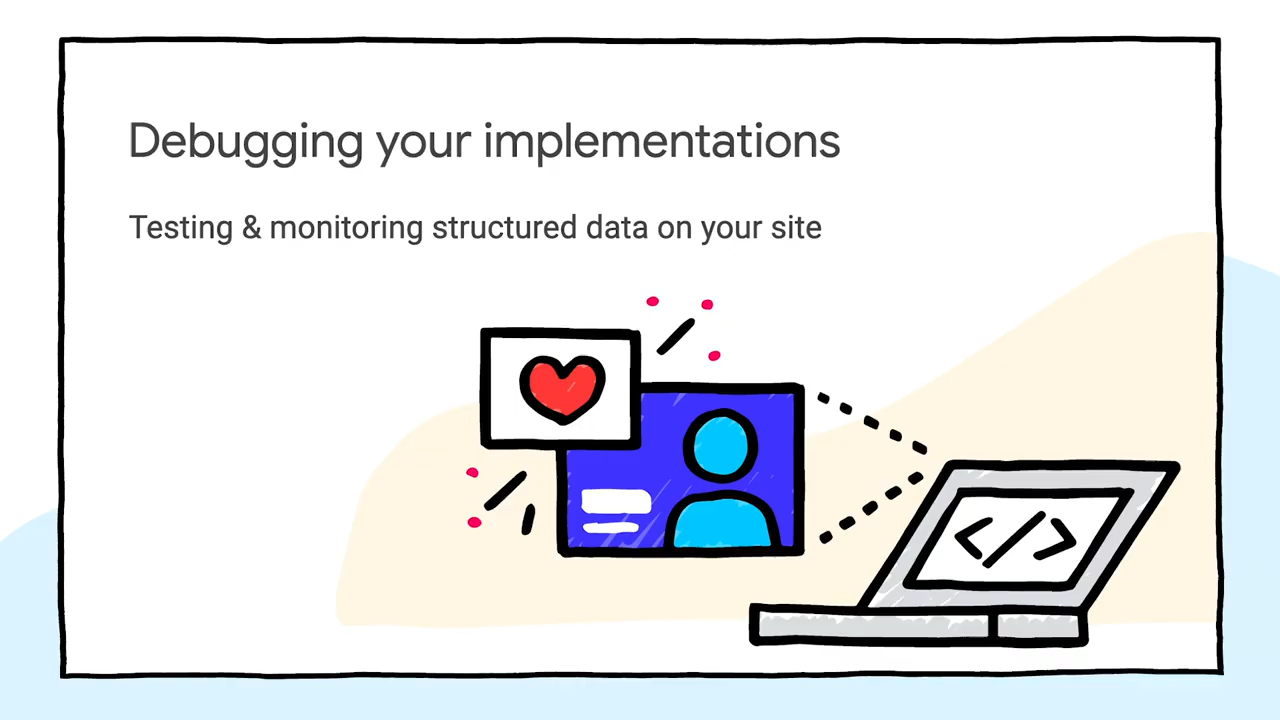 Debugging your implementations
Testing & monitoring structured data on your site
</>